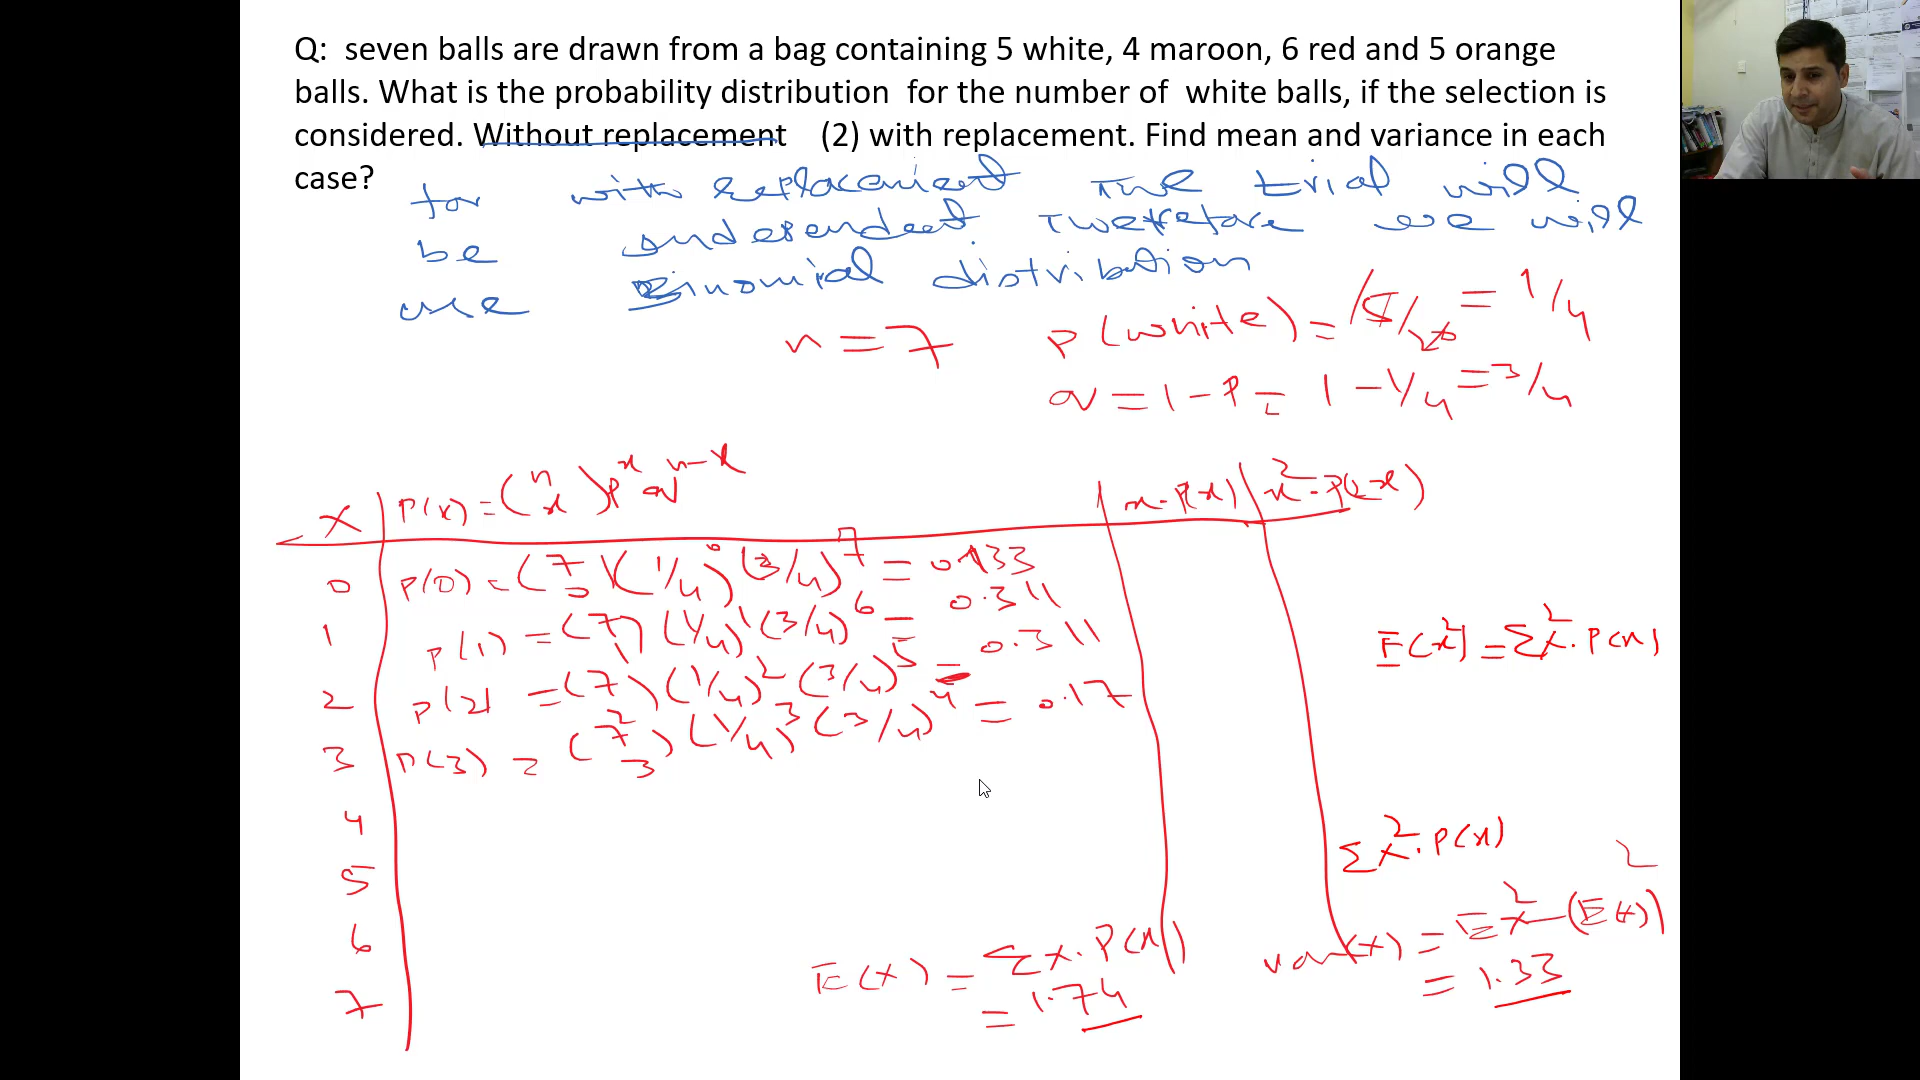 Q: seven balls are drawn from a bag containing 5 white, 4 maroon, 6 red and 5 orange
balls. What is the probability distribution for the number of white balls, if the selection is
considered. Without replacement (2) with replacement. Find mean and variance in each
case?
for with replacement The trial will
be independent Therefore we will
use Binomial distribution
n = 7 P(white) = 5/20 = 1/4
q = 1 - P = 1 - 1/4 = 3/4
X P(x) = (n x) p^x q^n-x x·P(x) x²·P(x)
0 P(0) = (7 0)(1/4)^0 (3/4)^7 = 0.133
1 P(1) = (7 1)(1/4)^1 (3/4)^6 = 0.311
2 P(2) = (7 2)(1/4)^2 (3/4)^5 = 0.311
E(x²) = Σx².P(x)
3 P(3) = (7 3)(1/4)^3 (3/4)^4 = 0.17
4
Σx².P(x)
5
6
E(x) = Σx.P(x)
= 1.74
var(x) = Ex² - (E(x))²
= 1.33
7